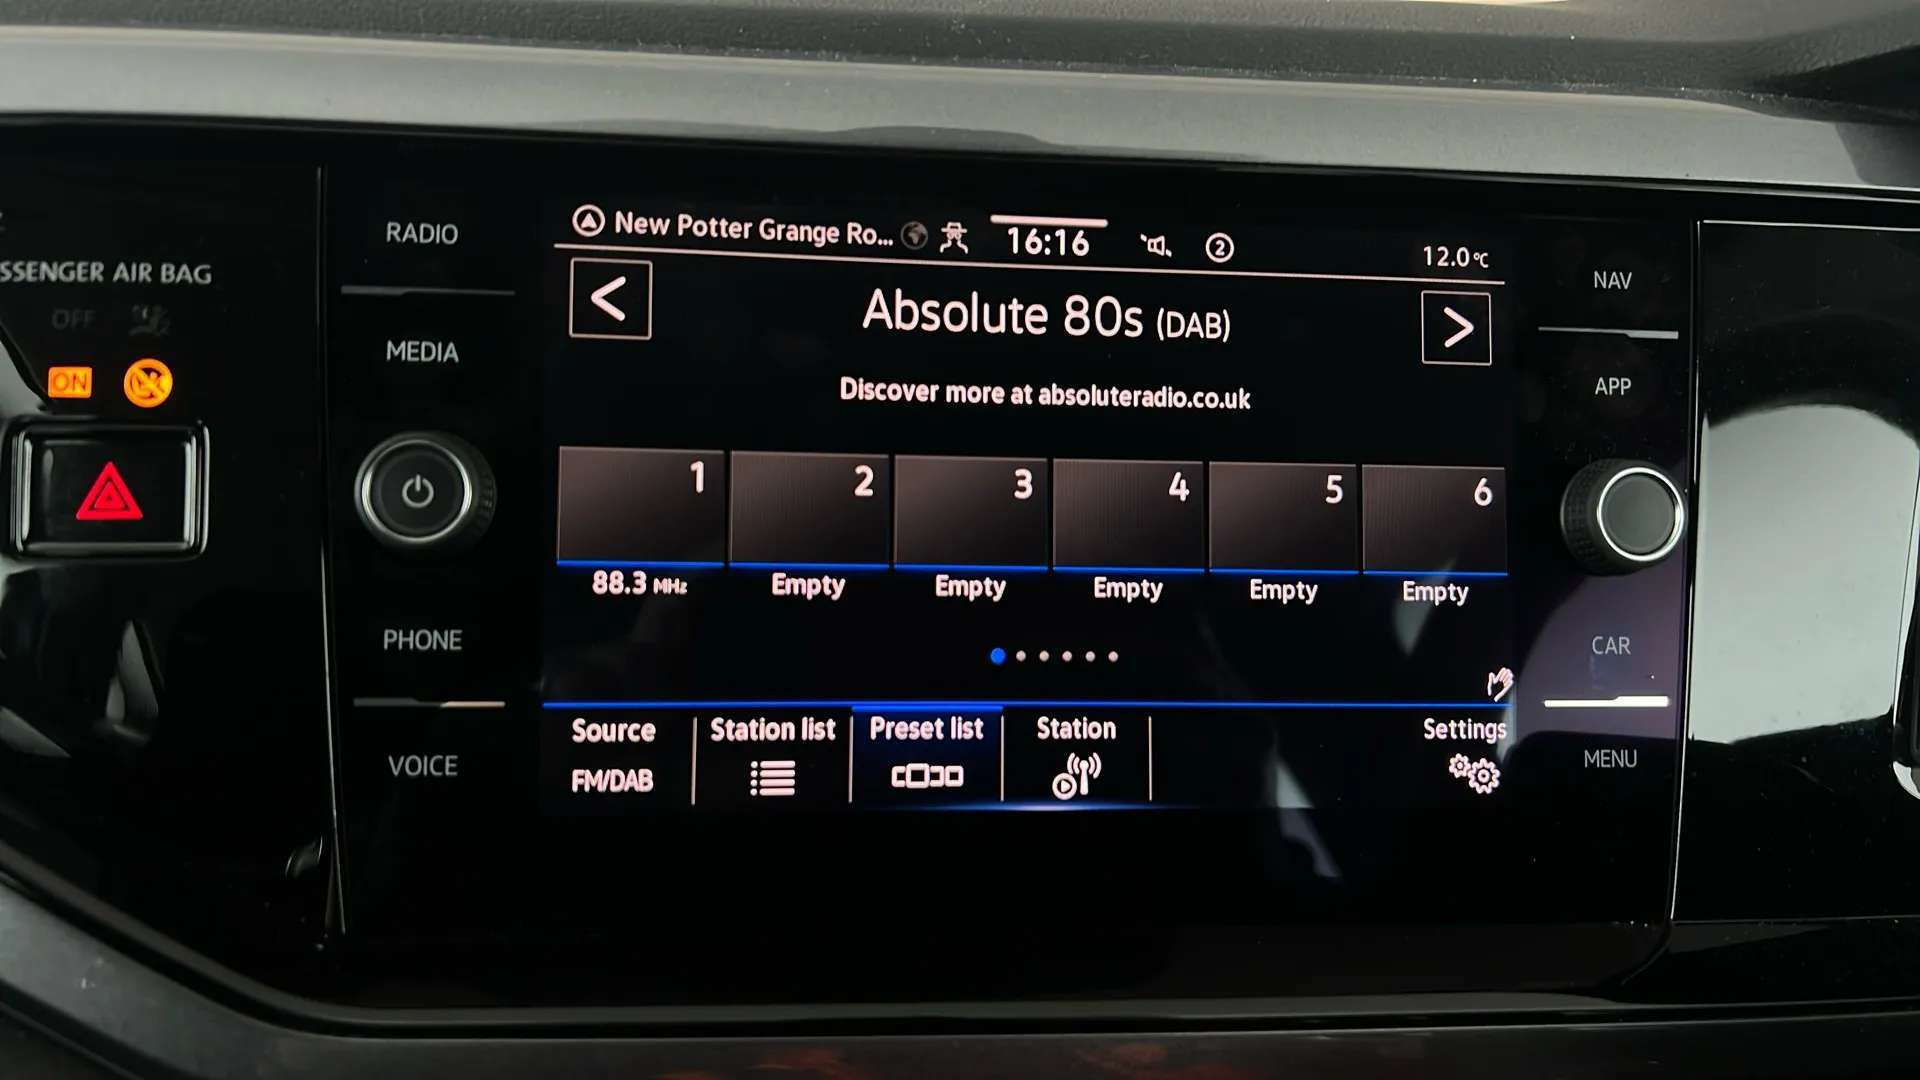 RADIO
MEDIA
PHONE
VOICE
SSENGER AIR BAG
OFF
ON
New Potter Grange Ro...
16:16
2
12.0°C
<
Absolute 80s (DAB)
>
Discover more at absoluteradio.co.uk
1 2 3 4 5 6
88.3 MHz Empty Empty Empty Empty Empty
Source Station list Preset list Station Settings
FM/DAB
NAV
APP
CAR
MENU